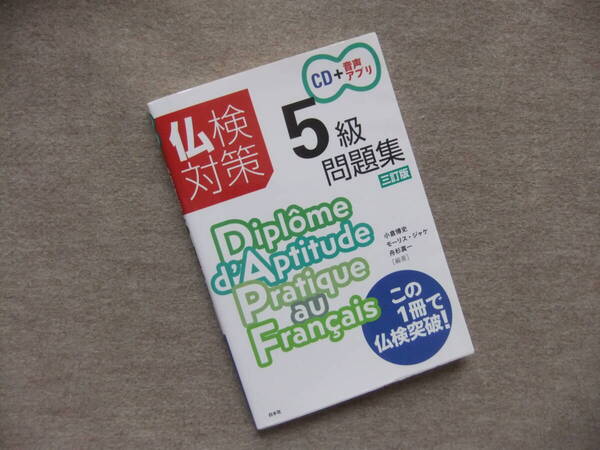 CD+音声アプリ
仏検
対策
5級
問題集
三訂版
Diplôme
d'Aptitude
Pratique
au
Français
小倉博史
モーリス・ジャケ
舟杉真一
[編著]
この
1冊で
仏検突破!
白水社